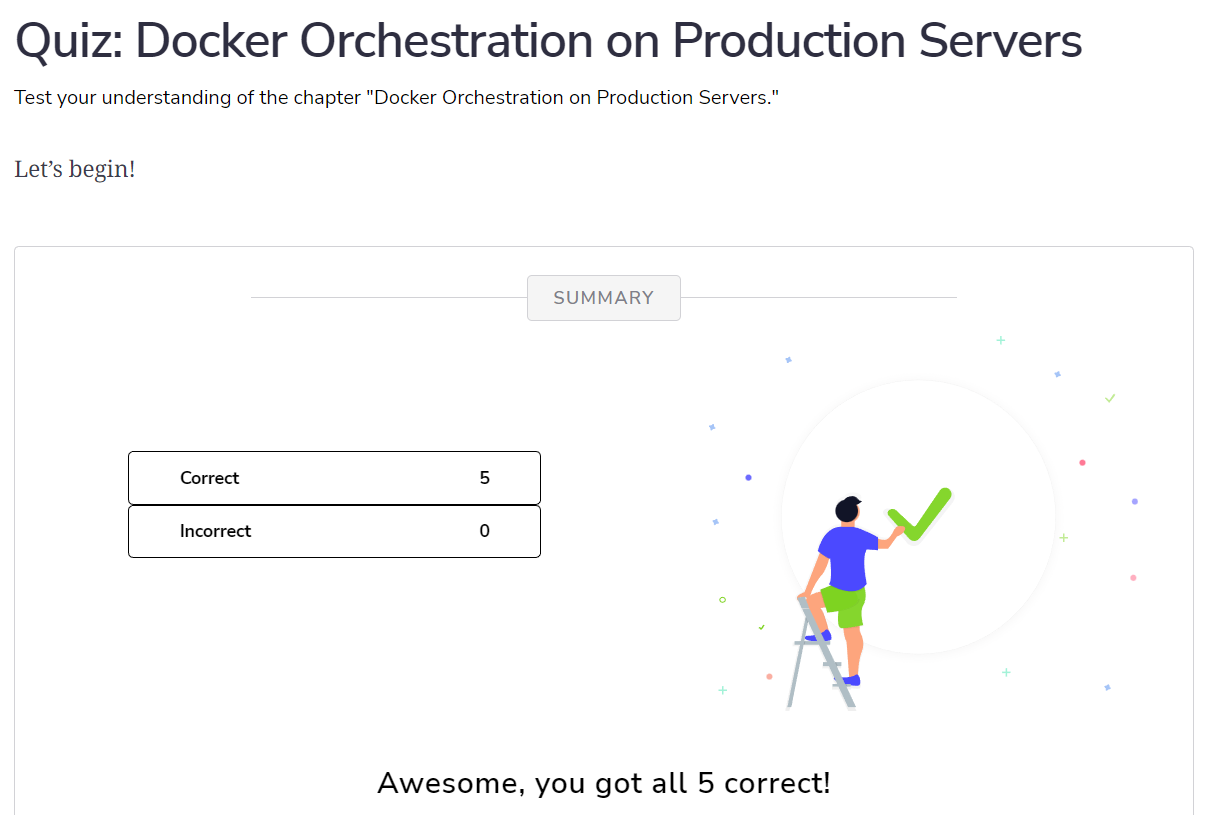 Quiz: Docker Orchestration on Production Servers
Test your understanding of the chapter "Docker Orchestration on Production Servers."
Let’s begin!
SUMMARY
Correct 5
Incorrect 0
Awesome, you got all 5 correct!